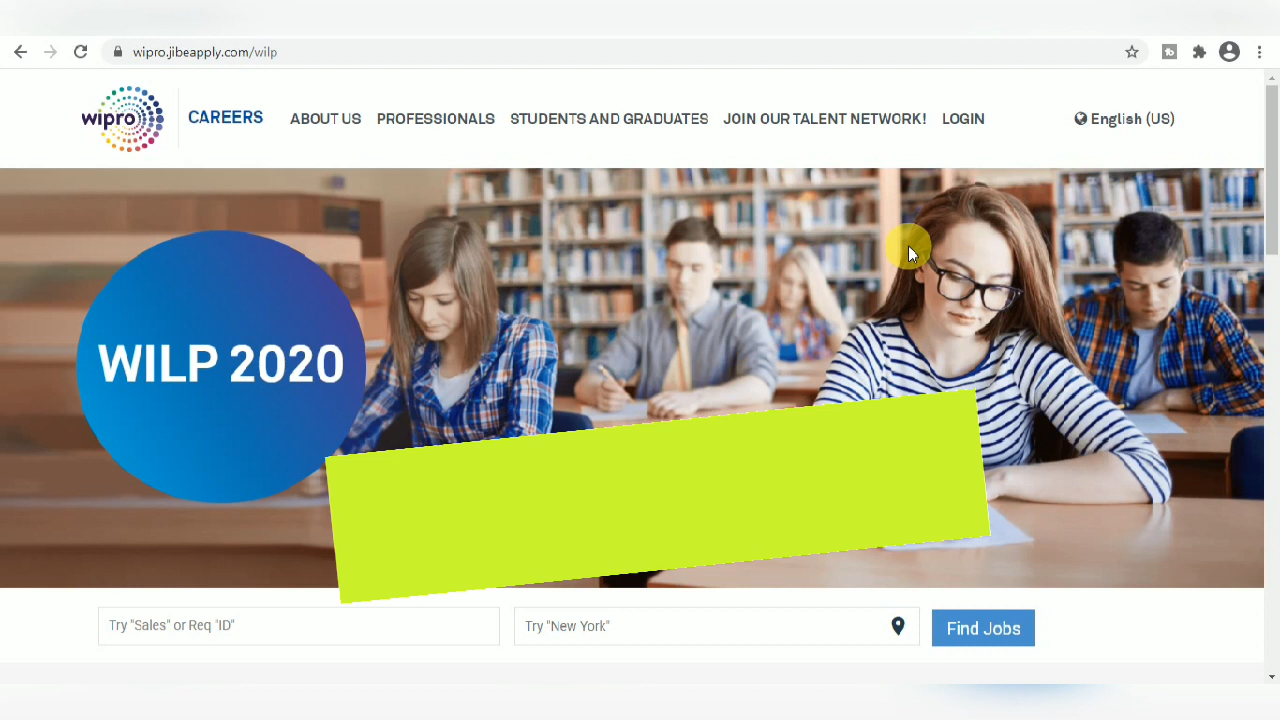 wipro.jibeapply.com/wilp
wipro
CAREERS
ABOUT US
PROFESSIONALS
STUDENTS AND GRADUATES
JOIN OUR TALENT NETWORK!
LOGIN
English (US)
WILP 2020
Try "Sales" or Req "ID"
Try "New York"
Find Jobs